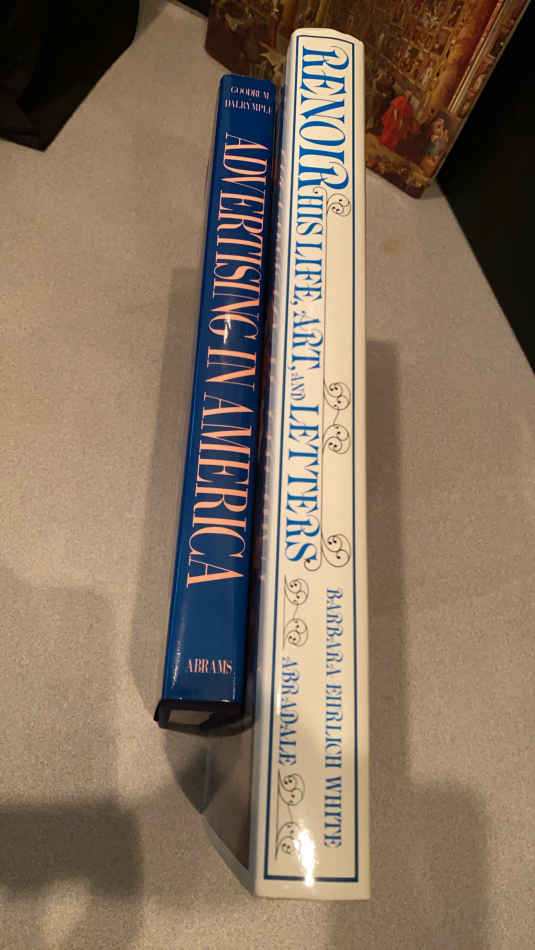 GOODRUM
DALRYMPLE
ADVERTISING IN AMERICA
ABRAMS
RENOIR
HIS LIFE, ART, AND LETTERS
BARBARA EHRLICH WHITE
ABRADALE